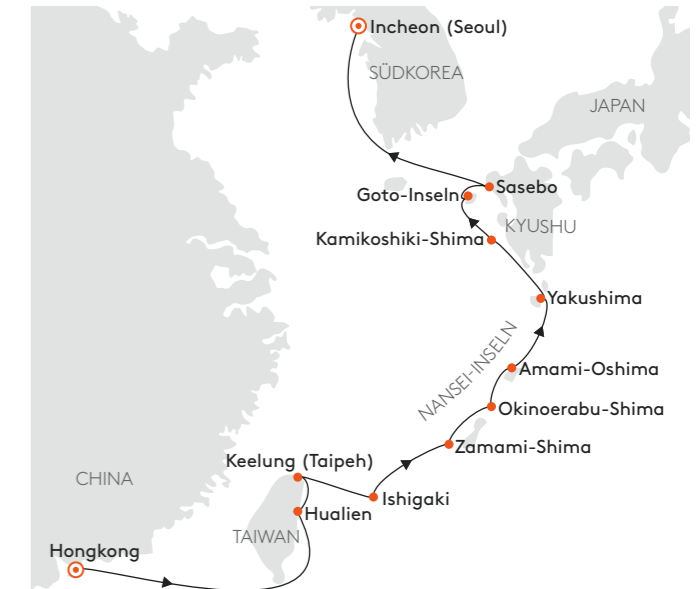 Incheon (Seoul)
SÜDKOREA
JAPAN
Sasebo
Goto-Inseln
KYUSHU
Kamikoshiki-Shima
Yakushima
NANSEI-INSELN
Amami-Oshima
Okinoerabu-Shima
Zamami-Shima
Keelung (Taipeh)
CHINA
Ishigaki
Hualien
TAIWAN
Hongkong